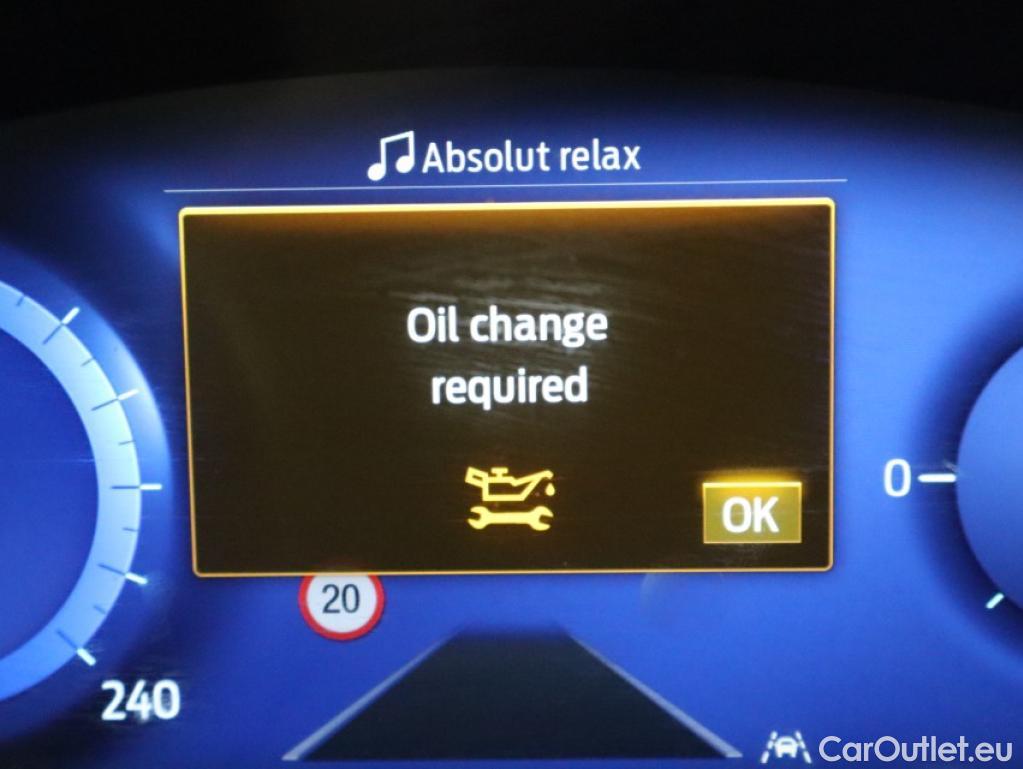 Absolut relax
Oil change
required
OK
0
20
240
CarOutlet.eu